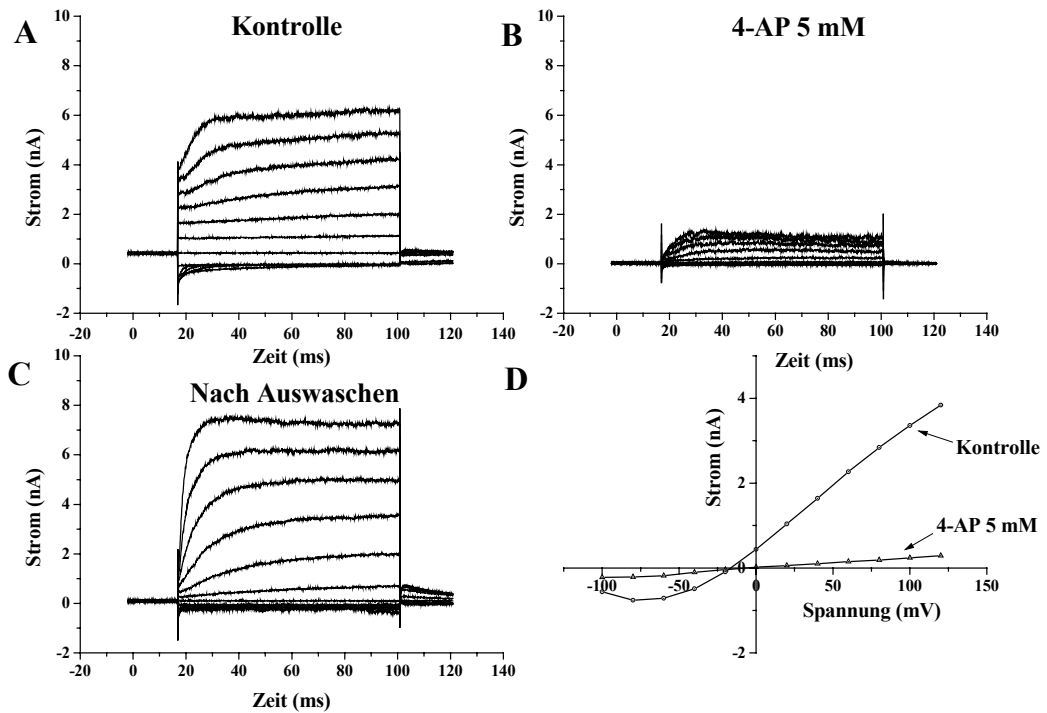 A
Kontrolle
10
8
6
4
2
0
-2
Strom (nA)
-20 0 20 40 60 80 100 120 140
Zeit (ms)
B
4-AP 5 mM
10
8
6
4
2
0
-2
Strom (nA)
-20 0 20 40 60 80 100 120 140
Zeit (ms)
C
Nach Auswaschen
10
8
6
4
2
0
-2
Strom (nA)
-20 0 20 40 60 80 100 120 140
Zeit (ms)
D
4
2
0
-2
Strom (nA)
Kontrolle
4-AP 5 mM
-100 -50 0 50 100 150
Spannung (mV)